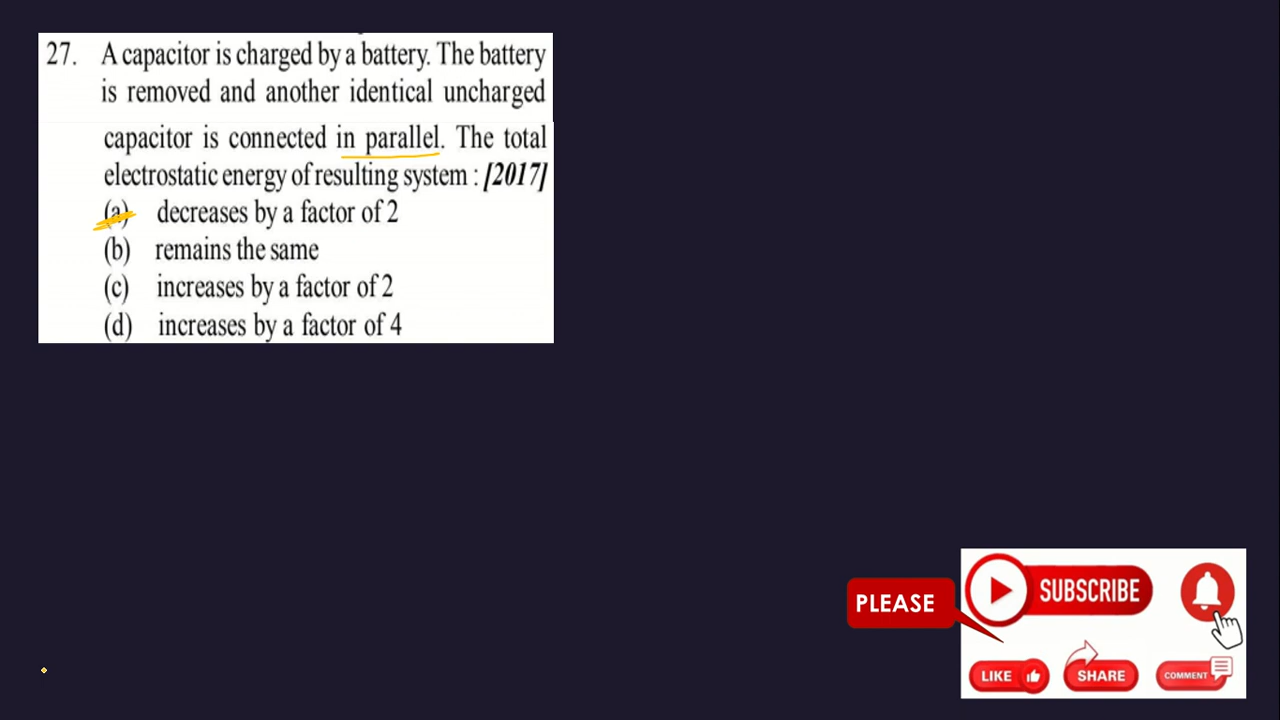 27. A capacitor is charged by a battery. The battery
is removed and another identical uncharged
capacitor is connected in parallel. The total
electrostatic energy of resulting system : [2017]
(a) decreases by a factor of 2
(b) remains the same
(c) increases by a factor of 2
(d) increases by a factor of 4
PLEASE
SUBSCRIBE
LIKE
SHARE
COMMENT